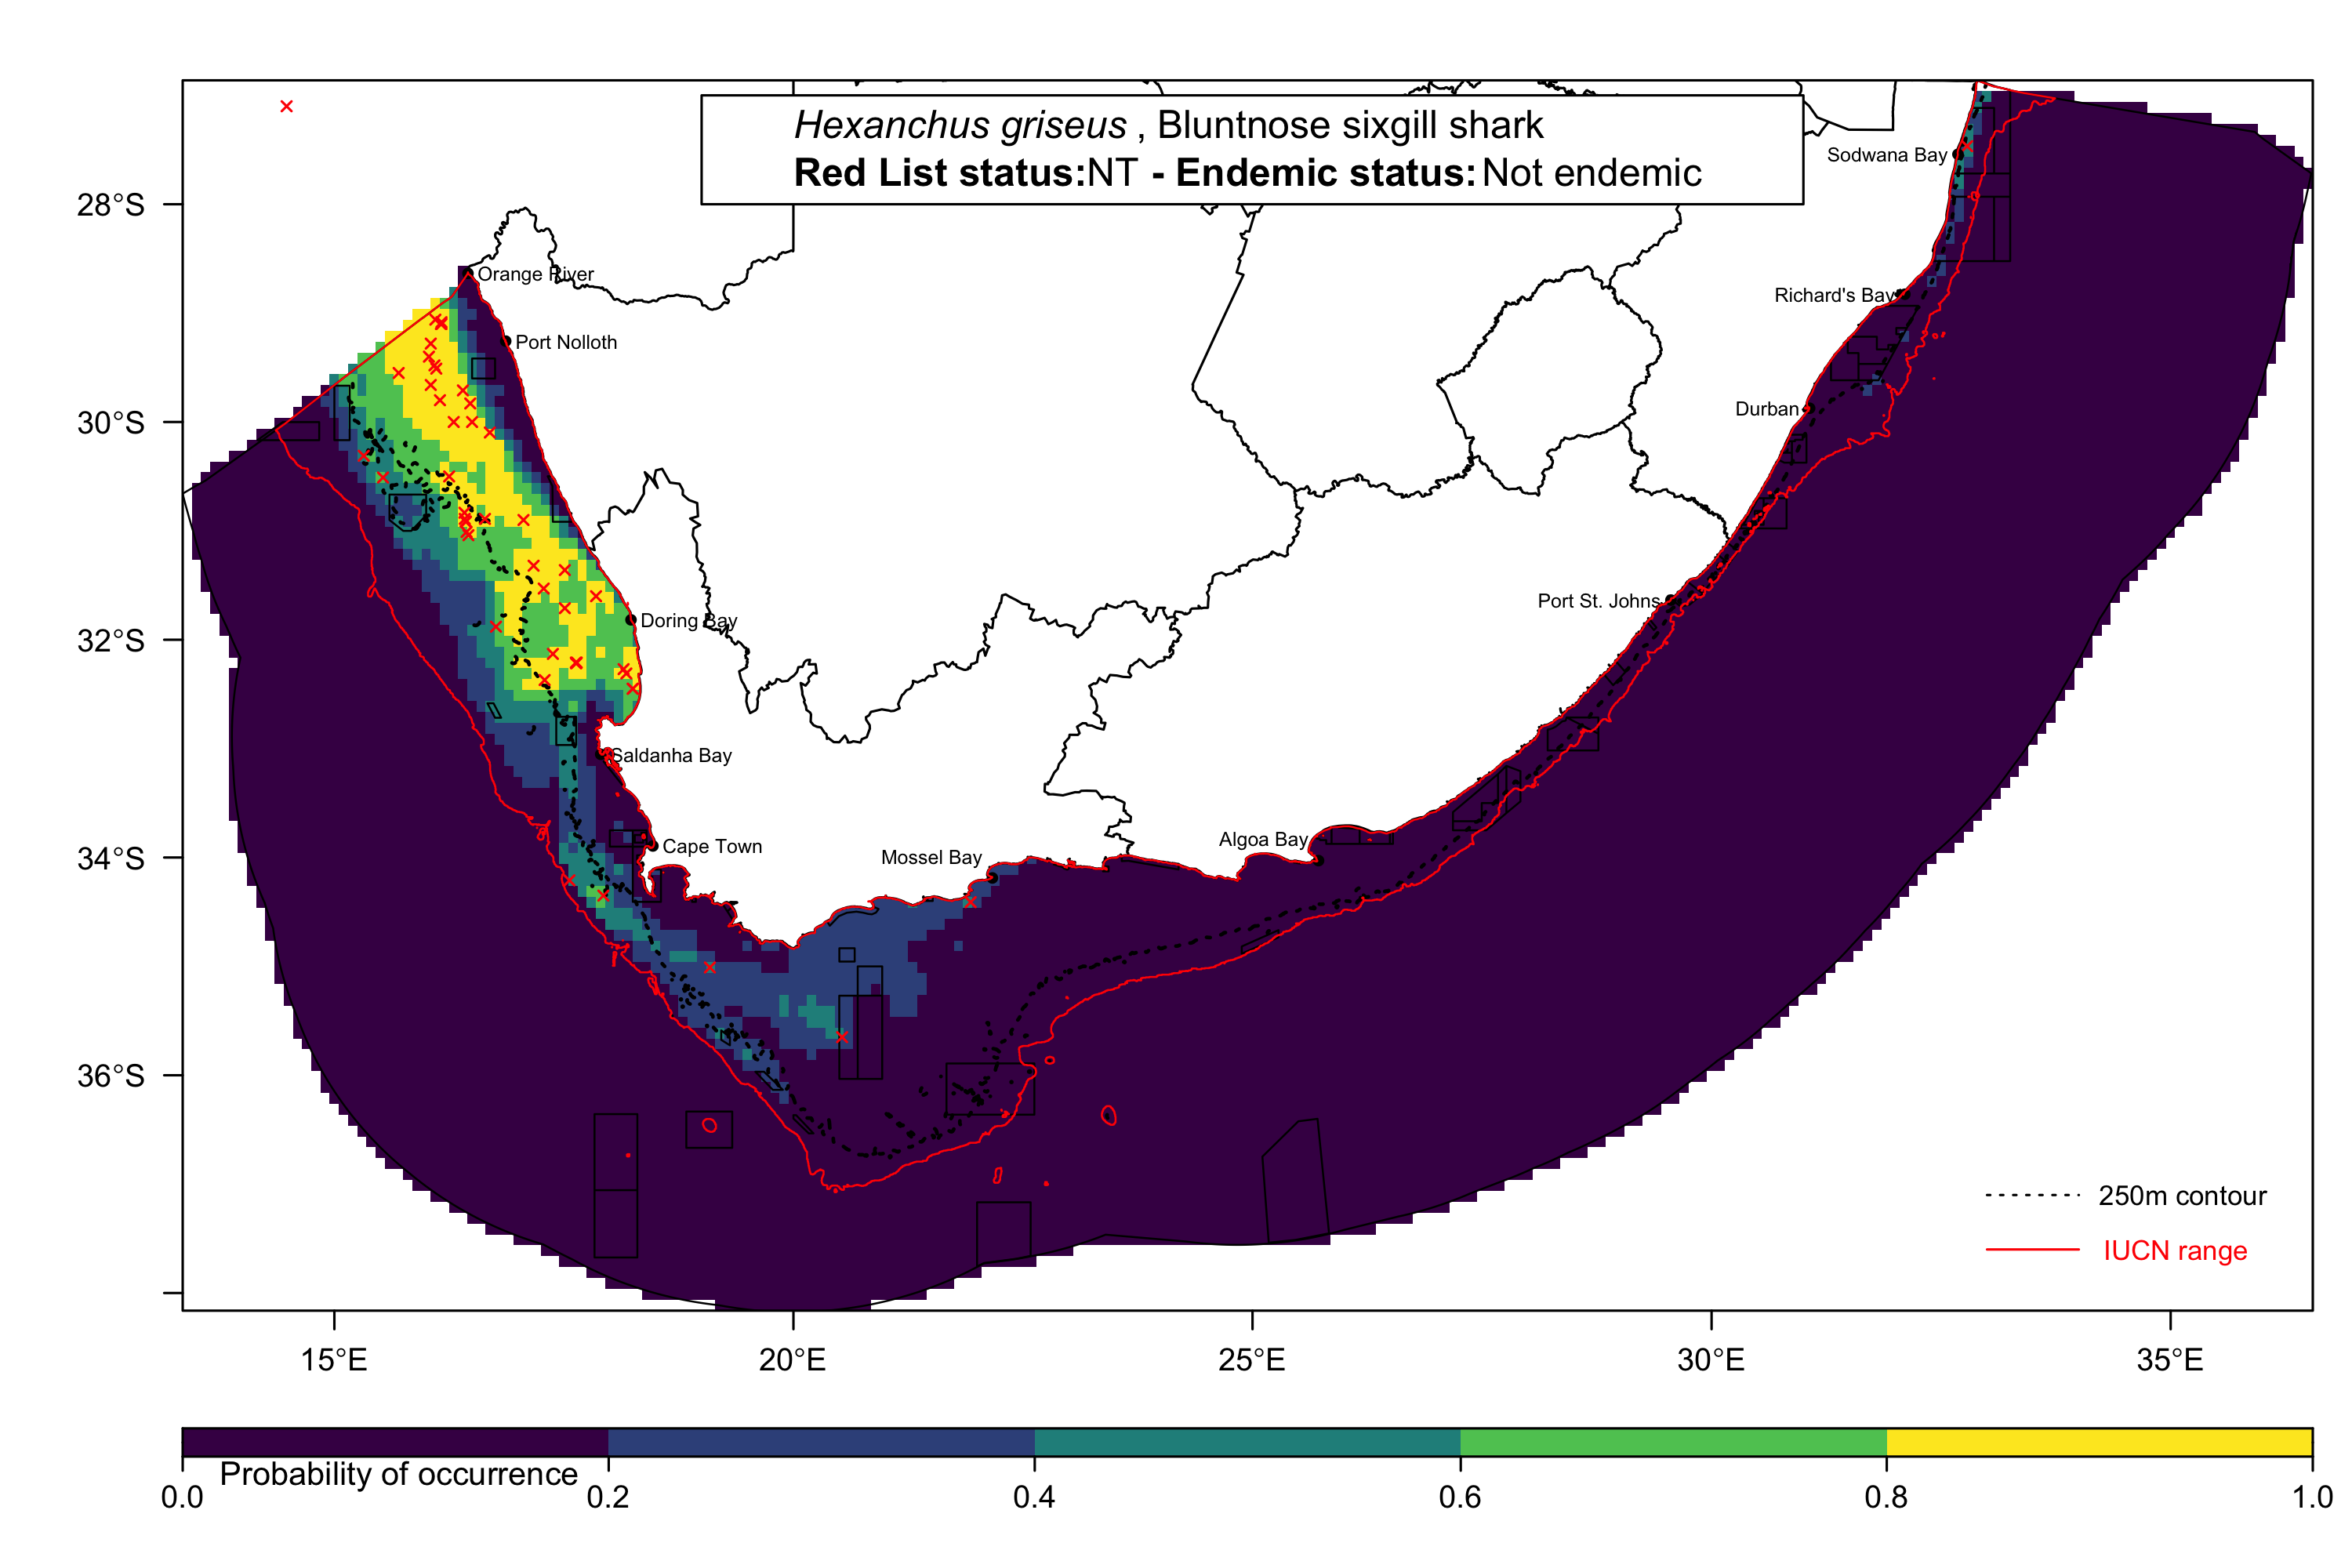 Hexanchus griseus , Bluntnose sixgill shark
Red List status:NT - Endemic status: Not endemic
Sodwana Bay
28°S
Orange River
Richard's Bay
Port Nolloth
Durban
30°S
Port St. Johns
Doring Bay
32°S
Saldanha Bay
Algoa Bay
Cape Town
Mossel Bay
34°S
36°S
250m contour
IUCN range
15°E 20°E 25°E 30°E 35°E
Probability of occurrence
0.0 0.2 0.4 0.6 0.8 1.0